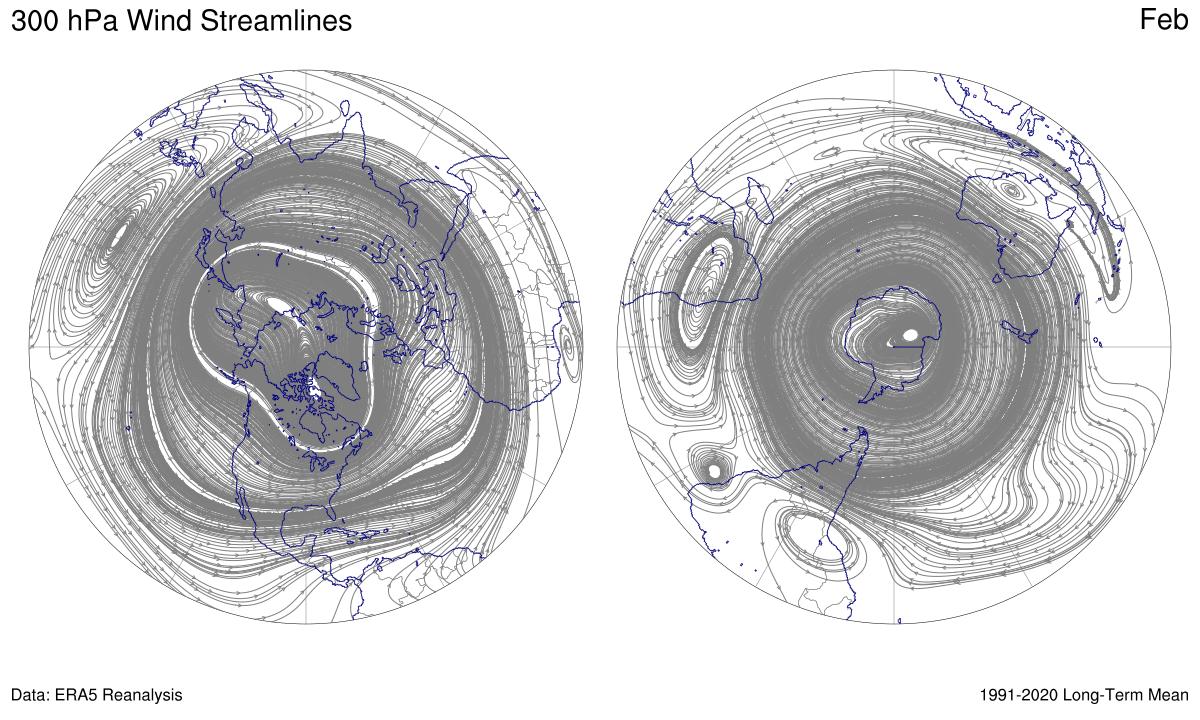 300 hPa Wind Streamlines
Feb
Data: ERA5 Reanalysis
1991-2020 Long-Term Mean